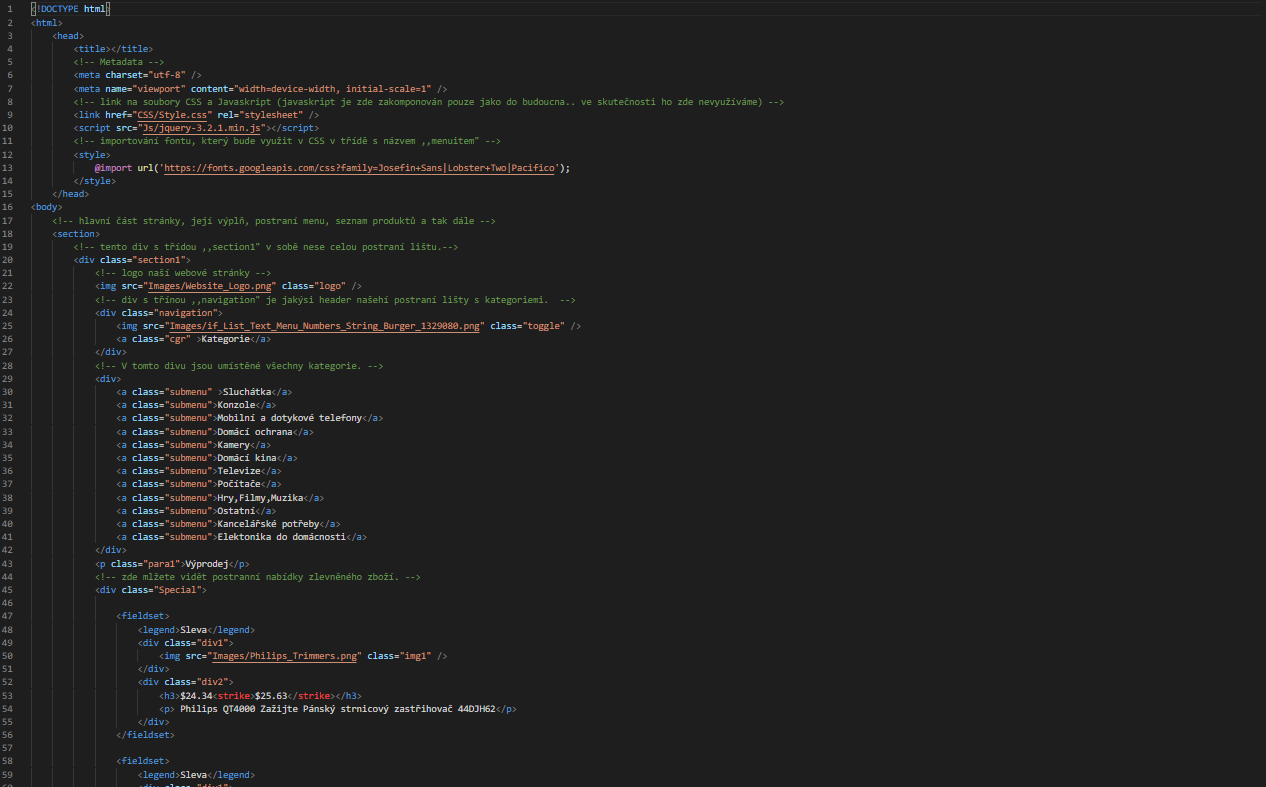 1 <!DOCTYPE html>
2 <html>
3 <head>
4 <title></title>
5 <!-- Metadata -->
6 <meta charset="utf-8" />
7 <meta name="viewport" content="width=device-width, initial-scale=1" />
8 <!-- link na soubory CSS a Javaskript (javaskript je zde zakomponován pouze jako do budoucna.. ve skutečnosti ho zde nevyužíváme) -->
9 <link href="CSS/Style.css" rel="stylesheet" />
10 <script src="Js/jquery-3.2.1.min.js"></script>
11 <!-- importování fontu, který bude využit v CSS v třídě s názvem ,,menuitem" -->
12 <style>
13 @import url('https://fonts.googleapis.com/css?family=Josefin+Sans|Lobster+Two|Pacifico');
14 </style>
15 </head>
16 <body>
17 <!-- hlavní část stránky, její výplň, postraní menu, seznam produktů a tak dále -->
18 <section>
19 <!-- tento div s třídou ,,section1" v sobě nese celou postraní lištu.-->
20 <div class="section1">
21 <!-- logo naší webové stránky -->
22 <img src="Images/Website_Logo.png" class="logo" />
23 <!-- div s třínou ,,navigation" je jakýsi header našehí postraní lišty s kategoriemi.  -->
24 <div class="navigation">
25 <img src="Images/if_List_Text_Menu_Numbers_String_Burger_1329080.png" class="toggle" />
26 <a class="cgr" >Kategorie</a>
27 </div>
28 <!-- V tomto divu jsou umístěné všechny kategorie. -->
29 <div>
30 <a class="submenu" >Sluchátka</a>
31 <a class="submenu">Konzole</a>
32 <a class="submenu">Mobilní a dotykové telefony</a>
33 <a class="submenu">Domácí ochrana</a>
34 <a class="submenu">Kamery</a>
35 <a class="submenu">Domácí kina</a>
36 <a class="submenu">Televize</a>
37 <a class="submenu">Počítače</a>
38 <a class="submenu">Hry,Filmy,Muzika</a>
39 <a class="submenu">Ostatní</a>
40 <a class="submenu">Kancelářské potřeby</a>
41 <a class="submenu">Elektonika do domácnosti</a>
42 </div>
43 <p class="para1">Výprodej</p>
44 <!-- zde mlžete vidět postranní nabídky zlevněného zboží. -->
45 <div class="Special">
46
47 <fieldset>
48 <legend>Sleva</legend>
49 <div class="div1">
50 <img src="Images/Philips_Trimmers.png" class="img1" />
51 </div>
52 <div class="div2">
53 <h3>$24.34<strike>$25.63</strike></h3>
54 <p> Philips QT4000 Zažijte Pánský strnicový zastřihovač 44DJH62</p>
55 </div>
56 </fieldset>
57
58 <fieldset>
59 <legend>Sleva</legend>